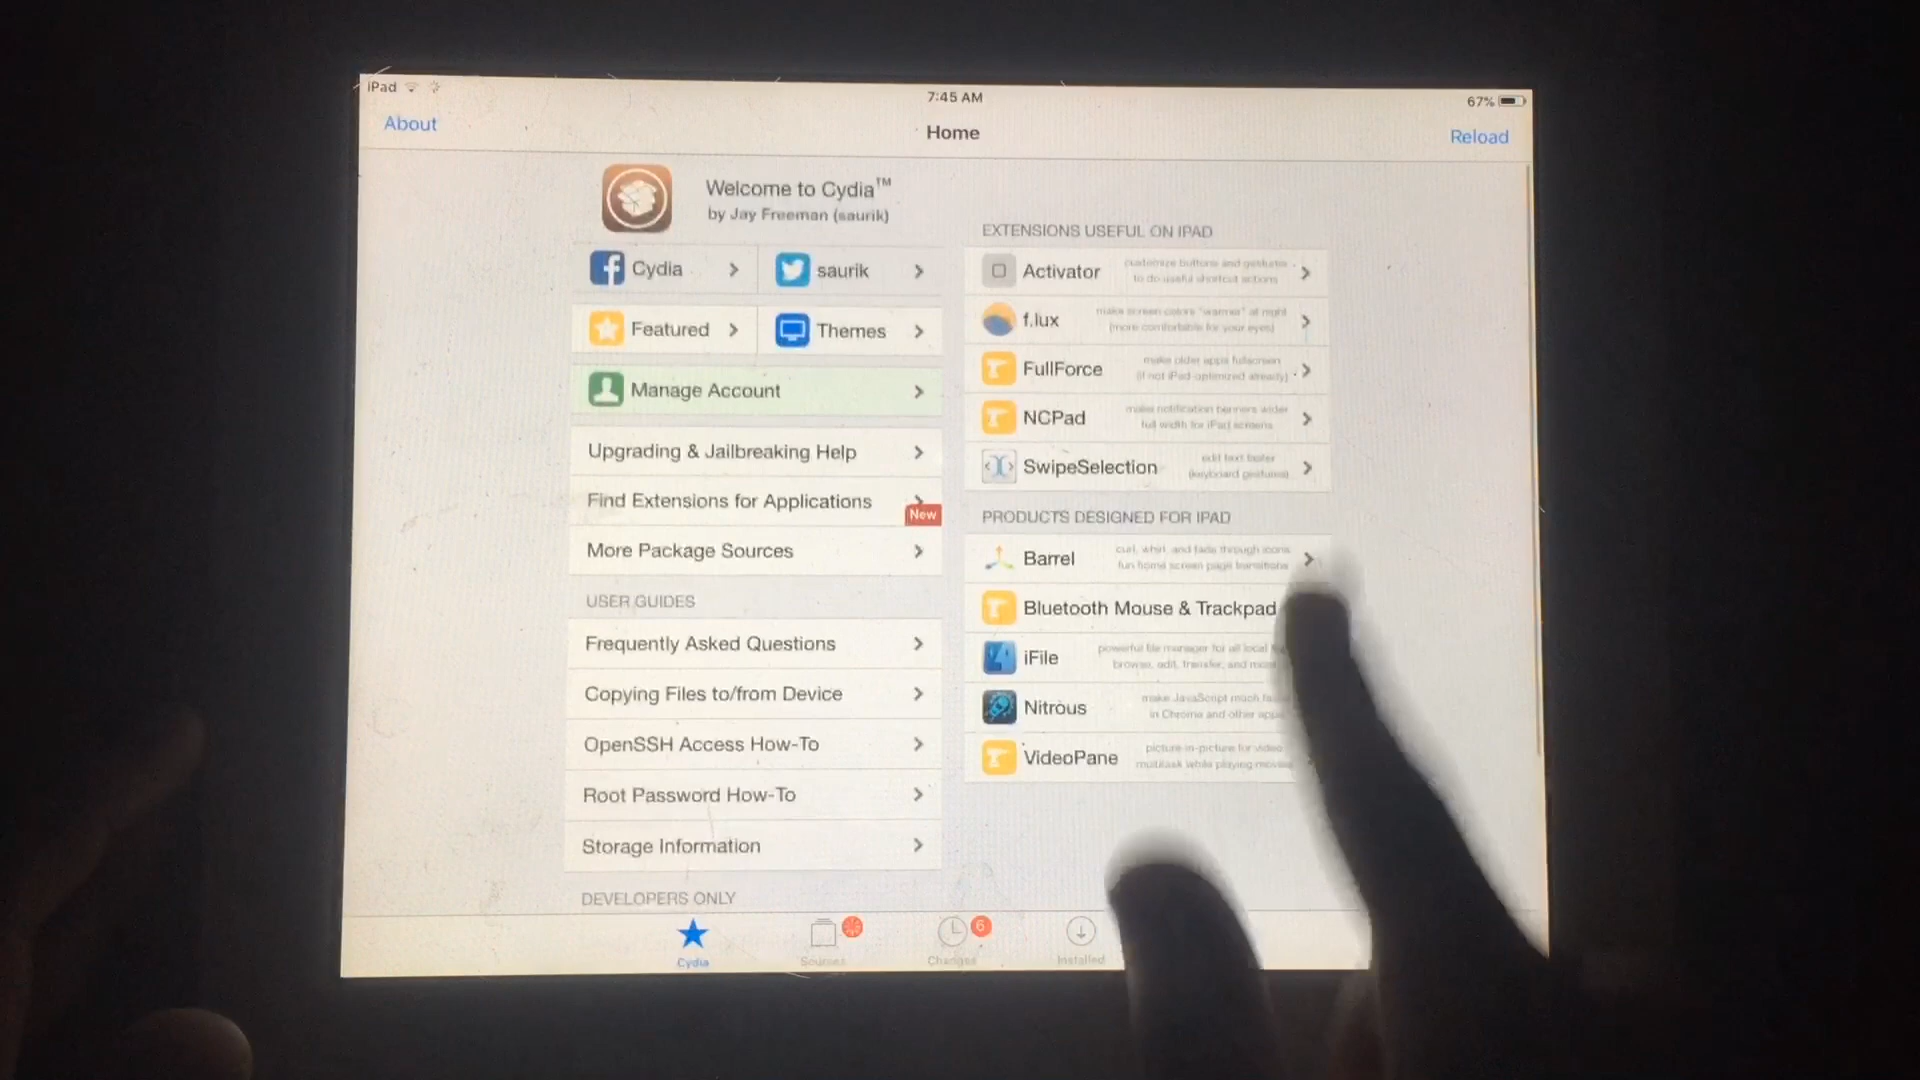 iPad
7:45 AM
67%
About
Home
Reload
Welcome to Cydia™
by Jay Freeman (saurik)
Cydia
saurik
Featured
Themes
Manage Account
Upgrading & Jailbreaking Help
Find Extensions for Applications
New
More Package Sources
USER GUIDES
Frequently Asked Questions
Copying Files to/from Device
OpenSSH Access How-To
Root Password How-To
Storage Information
DEVELOPERS ONLY
EXTENSIONS USEFUL ON IPAD
Activator
customize buttons and gestures
to do useful shortcut actions
f.lux
make screen colors "warmer" at night
(more comfortable for your eyes)
FullForce
make older apps fullscreen
(if not iPad-optimized already)
NCPad
make notification banners wider
full width for iPad screens
SwipeSelection
edit text faster
(keyboard gestures)
PRODUCTS DESIGNED FOR IPAD
Barrel
curl, whirl, and fade through icons
fun home screen page transitions
Bluetooth Mouse & Trackpad
iFile
powerful file manager for all local
browse, edit, transfer, and more
Nitrous
make JavaScript much
in Chrome and other apps
VideoPane
picture-in-picture for video
multitask while playing movies
Cydia
Sources
Changes
6
Installed